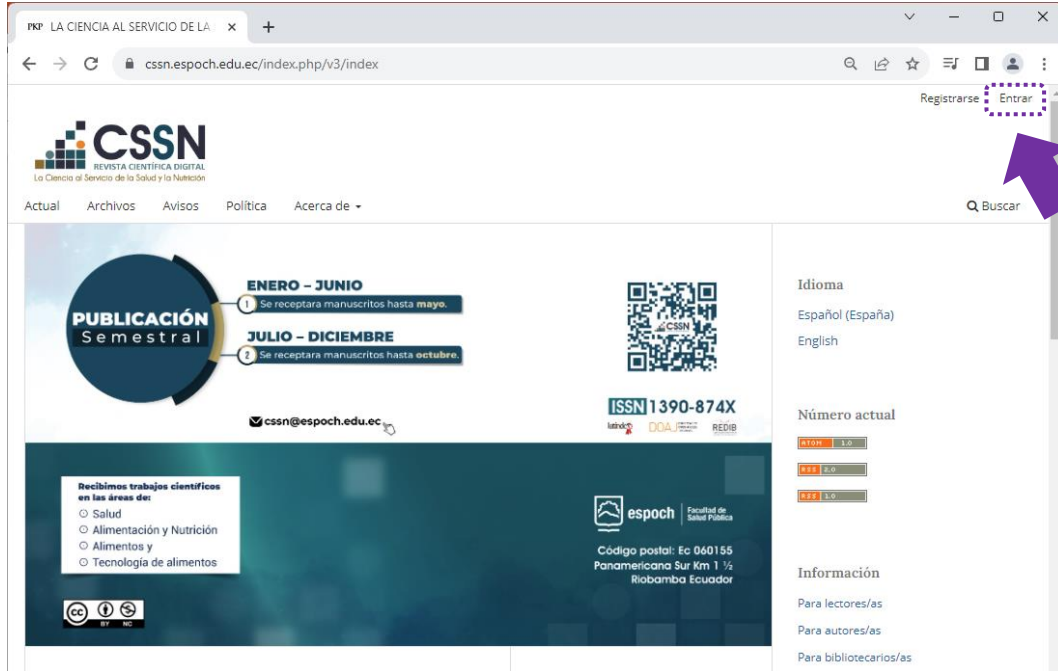 PKP LA CIENCIA AL SERVICIO DE LA
cssn.espoch.edu.ec/index.php/v3/index
Registrarse Entrar
CSSN
REVISTA CIENTÍFICA DIGITAL
La Ciencia al Servicio de la Salud y la Nutrición
Actual Archivos Avisos Política Acerca de
Buscar
PUBLICACIÓN
Semestral
ENERO – JUNIO
1 Se receptara manuscritos hasta mayo.
JULIO – DICIEMBRE
2 Se receptara manuscritos hasta octubre.
cssn@espoch.edu.ec
CSSN
ISSN 1390-874X
latindex DOAJ REDIB
Recibimos trabajos científicos
en las áreas de:
Salud
Alimentación y Nutrición
Alimentos y
Tecnología de alimentos
cc BY NC
espoch Facultad de
Salud Pública
Código postal: Ec 060155
Panamericana Sur Km 1 ½
Riobamba Ecuador
Idioma
Español (España)
English
Número actual
ATOM 1.0
RSS 2.0
RSS 1.0
Información
Para lectores/as
Para autores/as
Para bibliotecarios/as